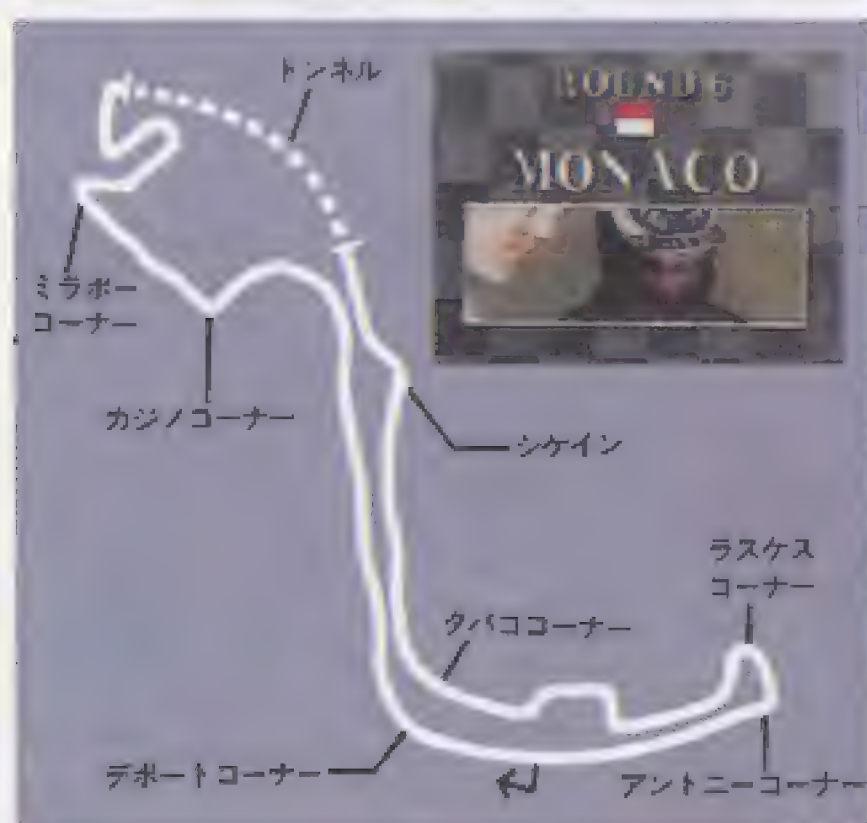 トンネル
ROUND 6
MONACO
ミラボー
コーナー
カジノコーナー
シケイン
ラスケス
コーナー
タバココーナー
デポートコーナー
アントニーコーナー